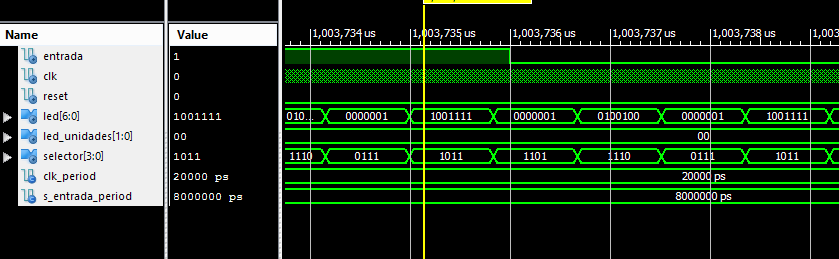 1,003,734 us 1,003,735 us 1,003,736 us 1,003,737 us 1,003,738 us 1,003
Name Value
entrada 1
clk 0
reset 0
led[6:0] 1001111 010... 0000001 1001111 0000001 0100100 0000001 1001111
led_unidades[1:0] 00 00
selector[3:0] 1011 1110 0111 1011 1101 1110 0111 1011
clk_period 20000 ps 20000 ps
s_entrada_period 8000000 ps 8000000 ps